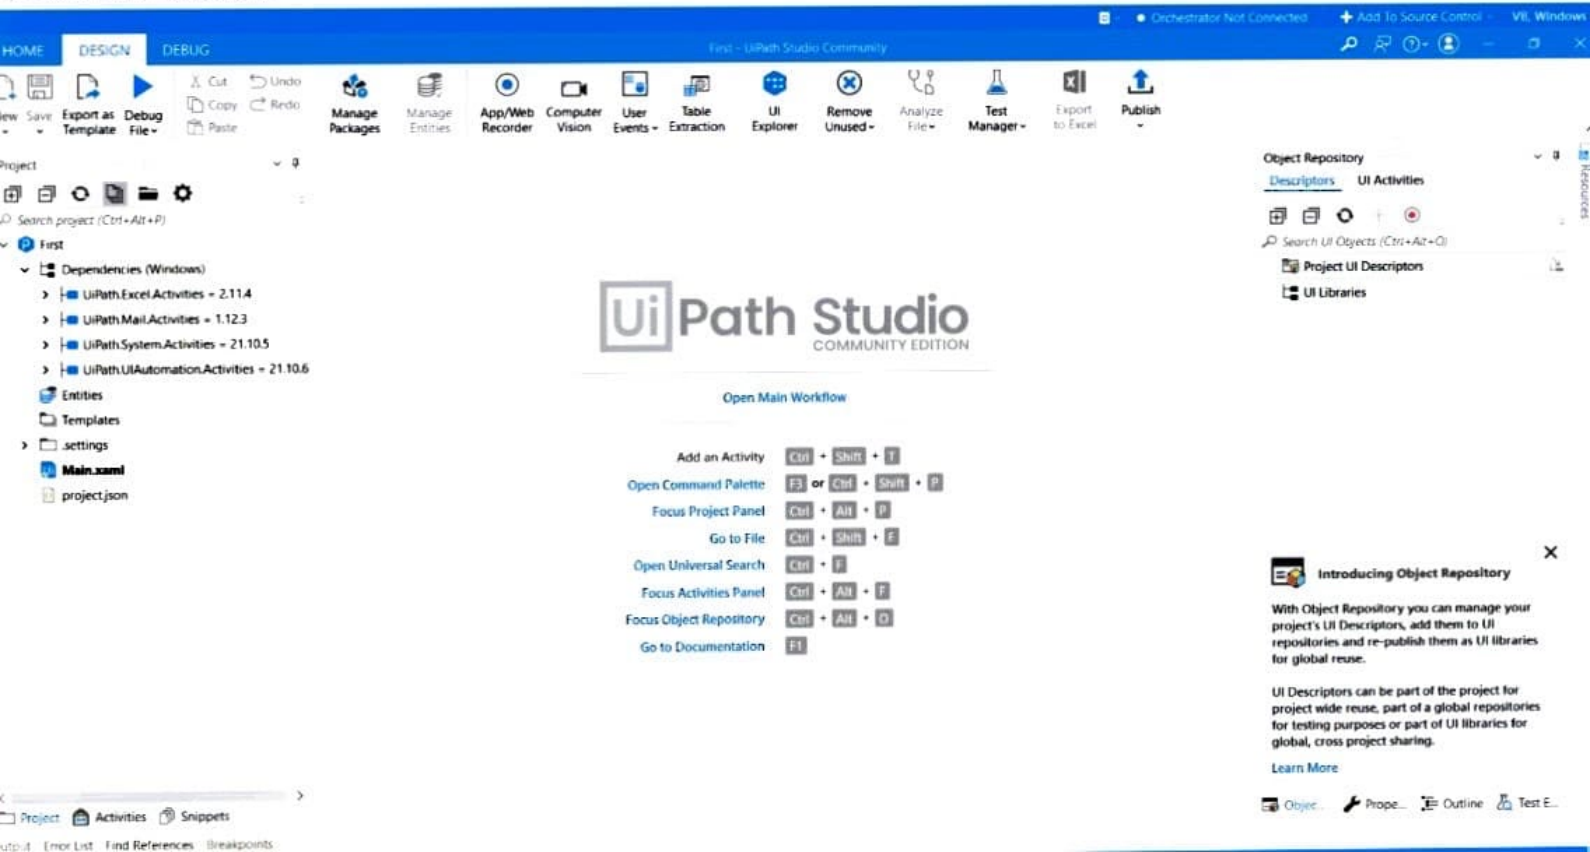 Orchestrator Not Connected
Add To Source Control
VB, Windows
HOME
DESIGN
DEBUG
First - UiPath Studio Community
Save
Export as Template
Debug File
Cut
Copy
Paste
Undo
Redo
Manage Packages
Manage Entities
App/Web Recorder
Computer Vision
User Events
Table Extraction
UI Explorer
Remove Unused
Analyze File
Test Manager
Export to Excel
Publish
Project
Search project (Ctrl+Alt+P)
First
Dependencies (Windows)
UiPath.Excel.Activities = 2.11.4
UiPath.Mail.Activities = 1.12.3
UiPath.System.Activities = 21.10.5
UiPath.UIAutomation.Activities = 21.10.6
Entities
Templates
.settings
Main.xaml
project.json
UiPath Studio
COMMUNITY EDITION
Open Main Workflow
Add an Activity Ctrl + Shift + T
Open Command Palette F3 or Ctrl + Shift + P
Focus Project Panel Ctrl + Alt + P
Go to File Ctrl + Shift + F
Open Universal Search Ctrl + F
Focus Activities Panel Ctrl + Alt + F
Focus Object Repository Ctrl + Alt + O
Go to Documentation F1
Object Repository
Descriptors UI Activities
Search UI Objects (Ctrl+Alt+O)
Project UI Descriptors
UI Libraries
Resources
Introducing Object Repository
With Object Repository you can manage your
project's UI Descriptors, add them to UI
repositories and re-publish them as UI libraries
for global reuse.
UI Descriptors can be part of the project for
project wide reuse, part of a global repositories
for testing purposes or part of UI libraries for
global, cross project sharing.
Learn More
Objec... Prope... Outline Test E...
Project Activities Snippets
Error List Find References Breakpoints